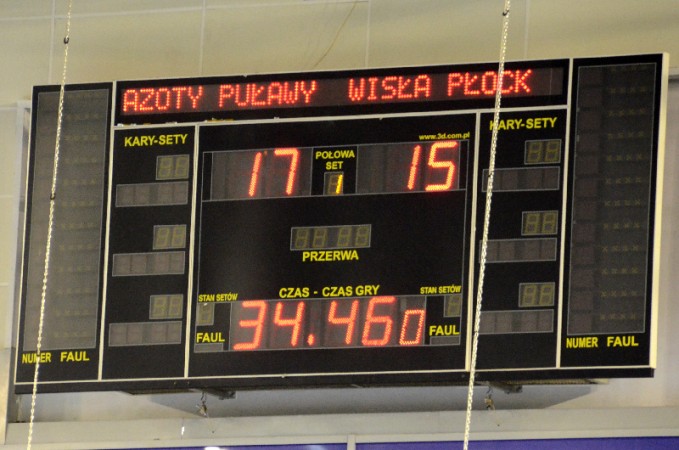 AZOTY PUŁAWY WISŁA PŁOCK
KARY-SETY
www.3d.com.pl
KARY-SETY
17
POŁOWA
SET
1
15
PRZERWA
CZAS - CZAS GRY
STAN SETÓW
STAN SETÓW
34.460
FAUL
FAUL
NUMER FAUL
NUMER FAUL